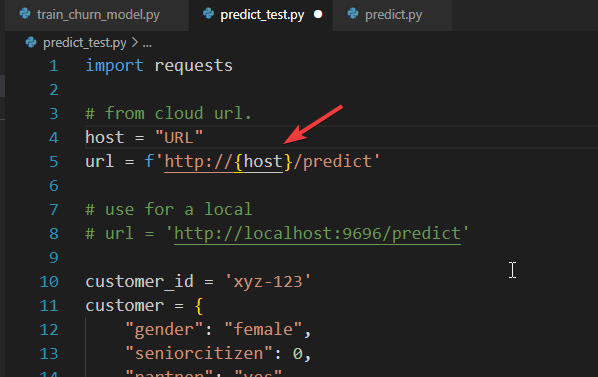 train_churn_model.py
predict_test.py
predict.py
predict_test.py > ...
1 import requests
2
3 # from cloud url.
4 host = "URL"
5 url = f'http://{host}/predict'
6
7 # use for a local
8 # url = 'http://localhost:9696/predict'
9
10 customer_id = 'xyz-123'
11 customer = {
12 "gender": "female",
13 "seniorcitizen": 0,
14 "partner": "yes"